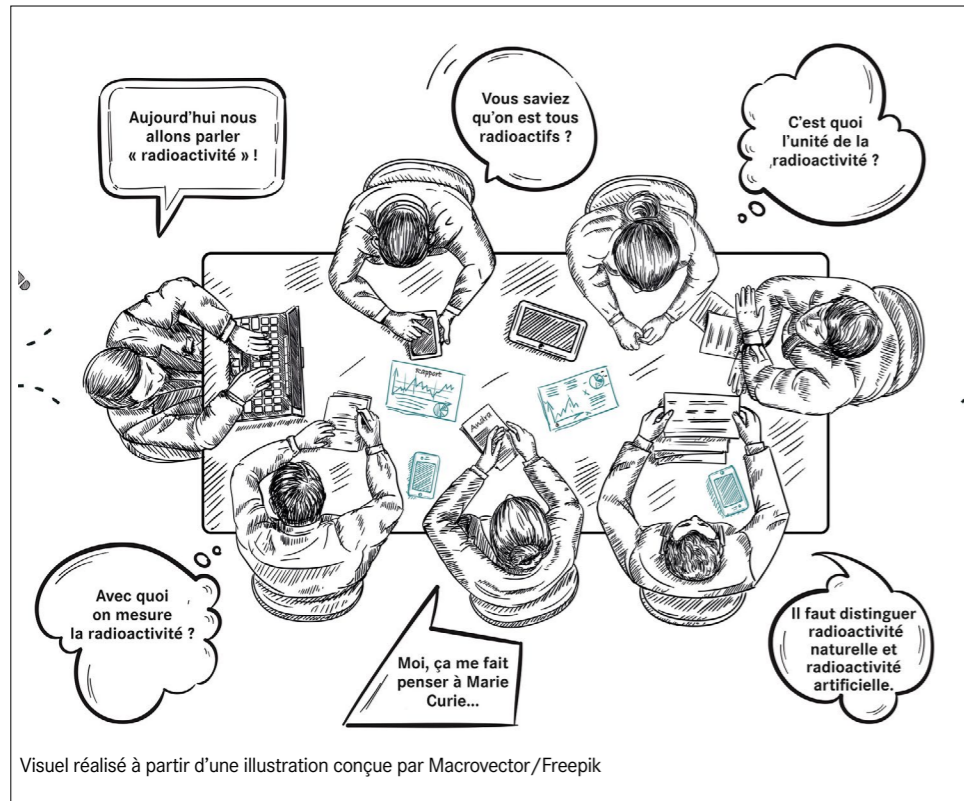 Aujourd’hui nous
allons parler
« radioactivité » !
Vous saviez
qu’on est tous
radioactifs ?
C’est quoi
l’unité de la
radioactivité ?
Rapport
Andra
Avec quoi
on mesure
la radioactivité ?
Moi, ça me fait
penser à Marie
Curie...
Il faut distinguer
radioactivité
naturelle et
radioactivité
artificielle.
Visuel réalisé à partir d’une illustration conçue par Macrovector/Freepik